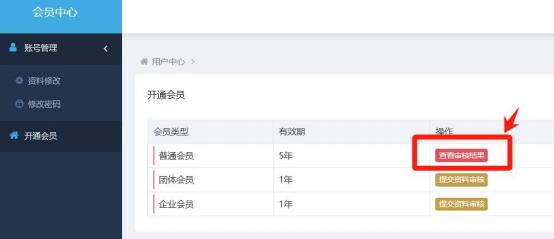 会员中心
账号管理
用户中心
资料修改
修改密码
开通会员
开通会员
会员类型 有效期 操作
普通会员 5年 查看审核结果
团体会员 1年 提交资料审核
企业会员 1年 提交资料审核